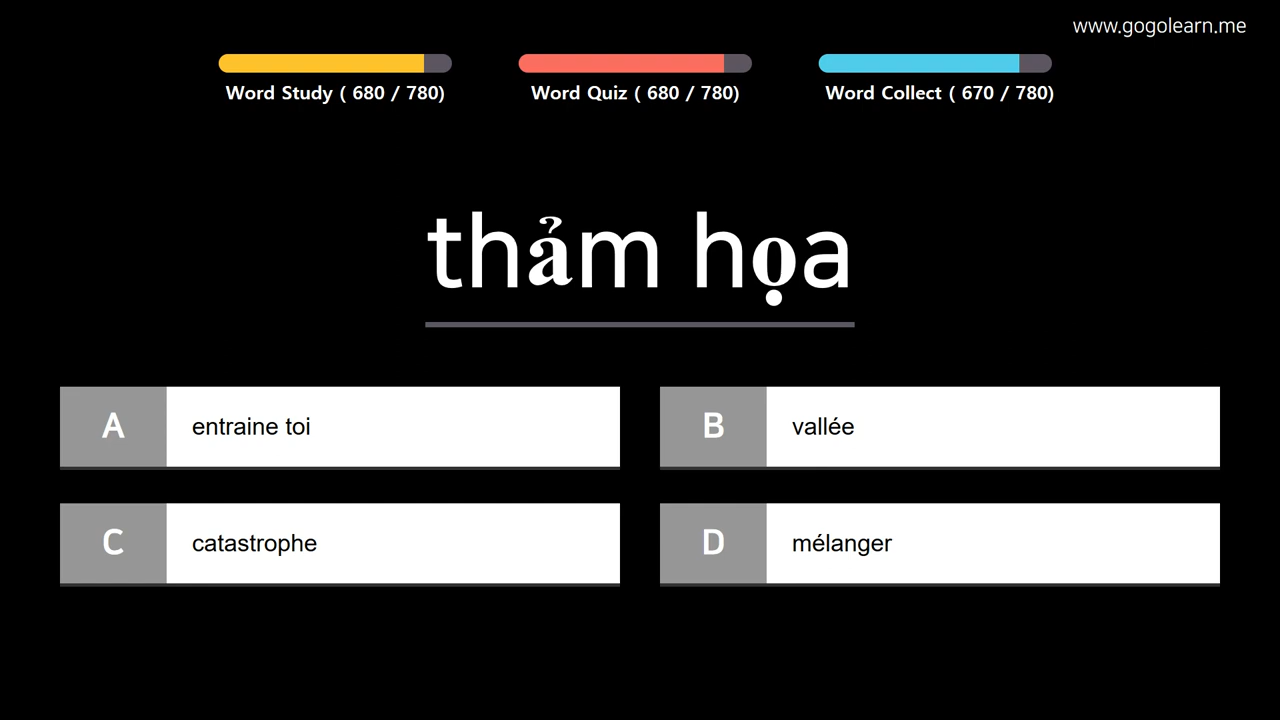 www.gogolearn.me
Word Study ( 680 / 780)
Word Quiz ( 680 / 780)
Word Collect ( 670 / 780)
thảm họa
A entraine toi
B vallée
C catastrophe
D mélanger